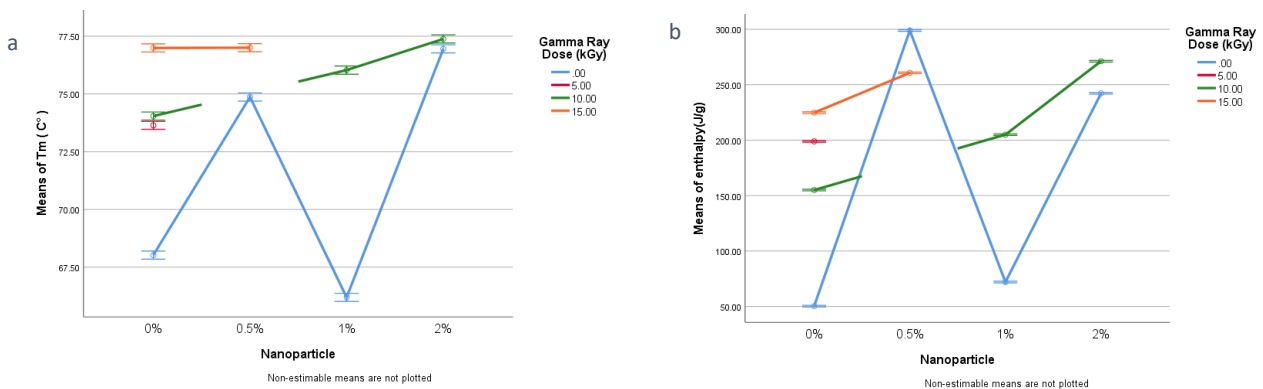 a
Means of Tm ( C° )
77.50
75.00
72.50
70.00
67.50
0%
0.5%
1%
2%
Nanoparticle
Non-estimable means are not plotted
Gamma Ray
Dose (kGy)
.00
5.00
10.00
15.00
b
Means of enthalpy(J/g)
300.00
250.00
200.00
150.00
100.00
50.00
0%
0.5%
1%
2%
Nanoparticle
Non-estimable means are not plotted
Gamma Ray
Dose (kGy)
.00
5.00
10.00
15.00